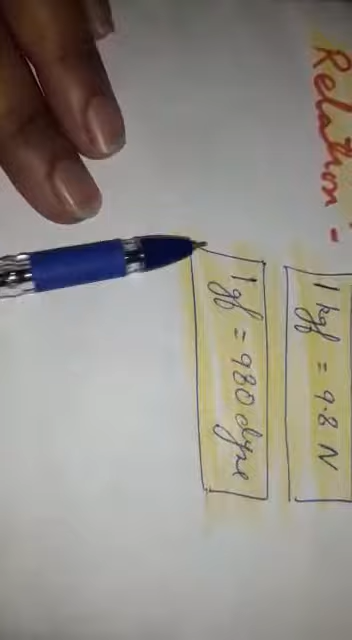 Relation -
1 kgf = 9.8 N
1 gf = 980 dyne